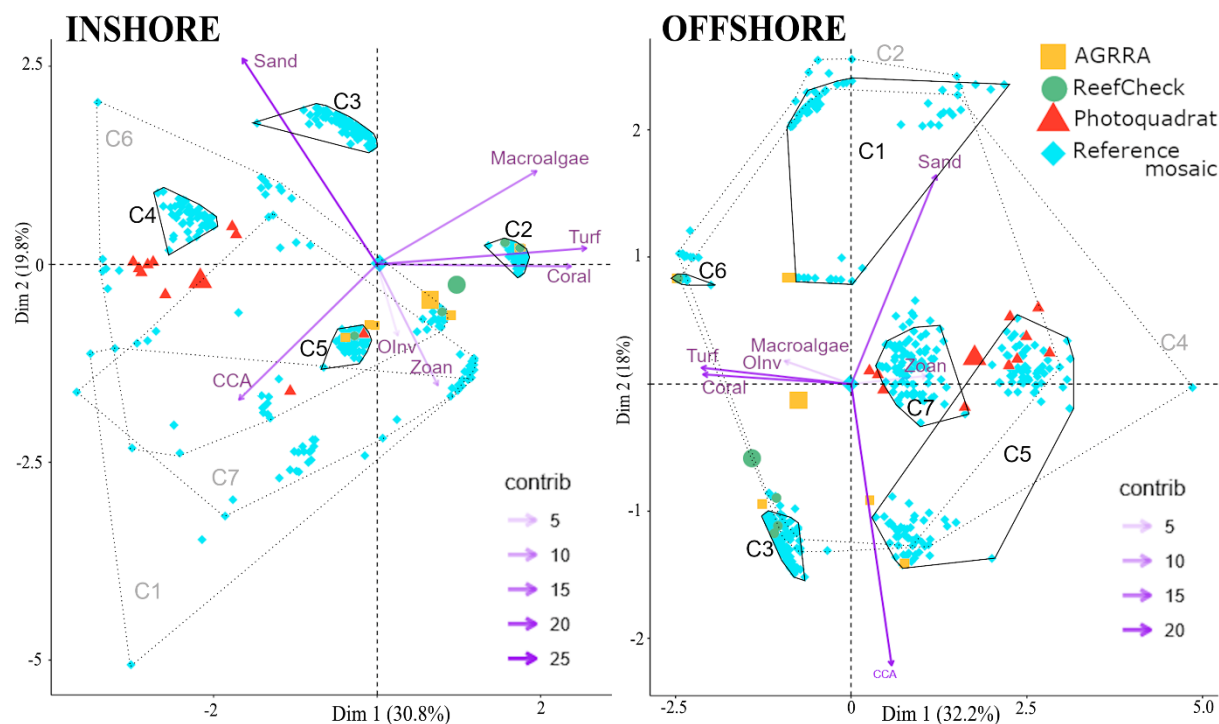 INSHORE
2.5
0
-2.5
-5
Dim 2 (19.8%)
-2
0
2
Dim 1 (30.8%)
Sand
C3
C6
Macroalgae
C4
C2
Turf
Coral
C5
OInv
Zoan
CCA
C7
C1
contrib
5
10
15
20
25
OFFSHORE
2
1
0
-1
-2
Dim 2 (18%)
-2.5
0
2.5
5.0
Dim 1 (32.2%)
C2
C1
Sand
C6
C4
Macroalgae
Turf
OInv
Coral
Zoan
C7
C5
C3
CCA
AGRRA
ReefCheck
Photoquadrat
Reference
mosaic
contrib
5
10
15
20